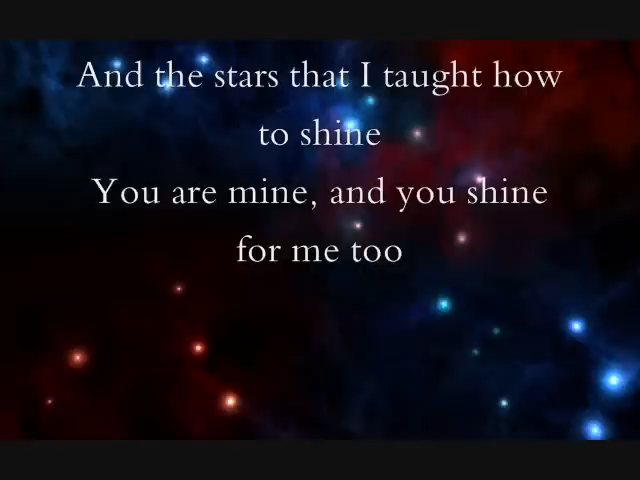 And the stars that I taught how
to shine
You are mine, and you shine
for me too